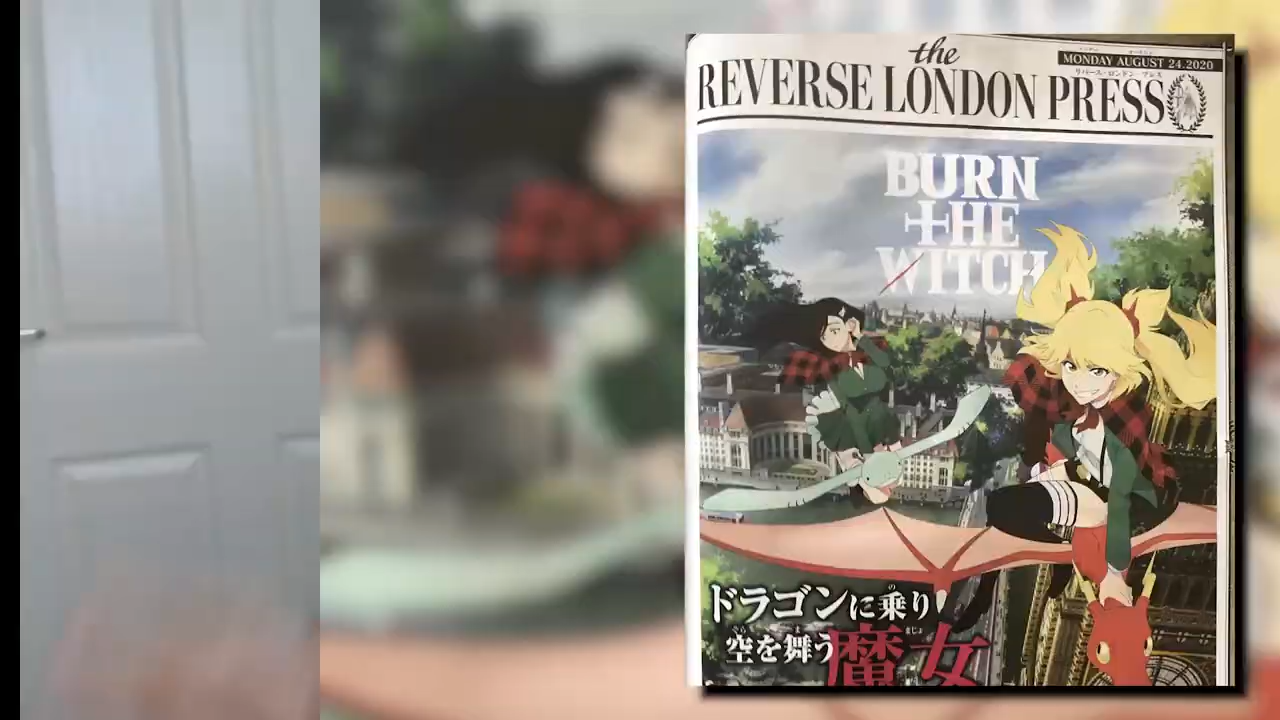 the
MONDAY AUGUST 24.2020
リバース・ロンドン・プレス
REVERSE LONDON PRESS
BURN
THE
WITCH
ドラゴンに乗り
空を舞う魔女